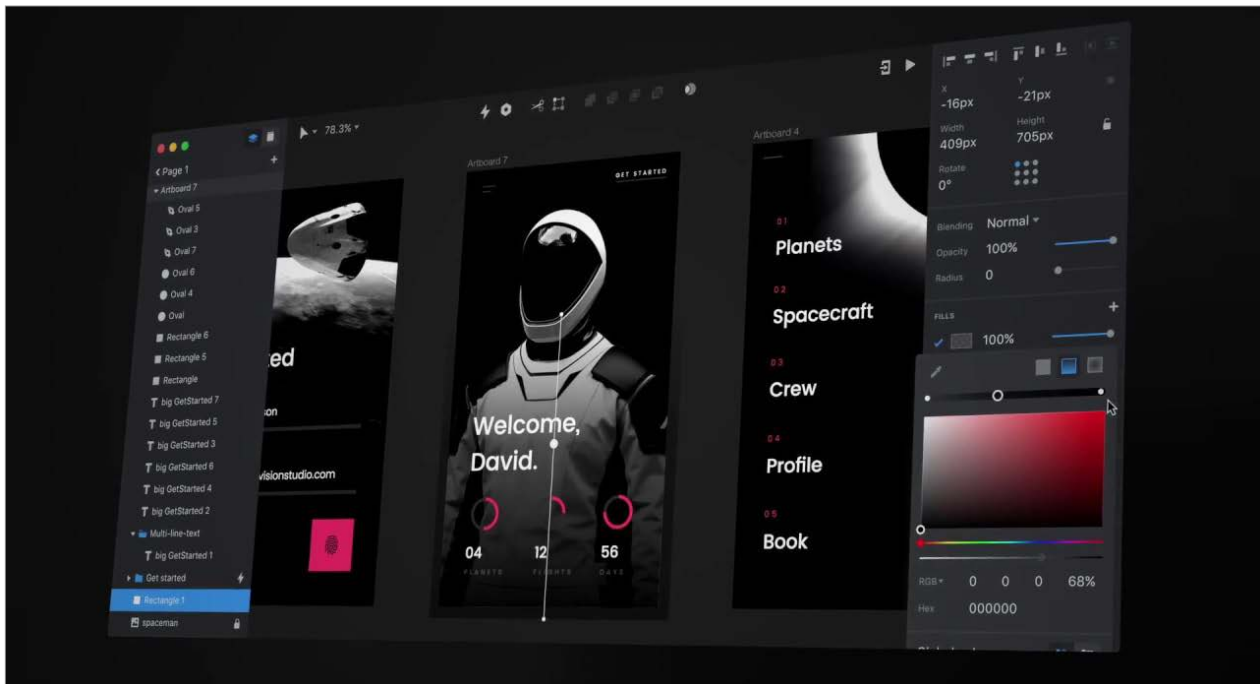 78.3%
Page 1
Artboard 7
Oval 5
Oval 3
Oval 7
Oval 6
Oval 4
Oval
Rectangle 6
Rectangle 5
Rectangle
big GetStarted 7
big GetStarted 5
big GetStarted 3
big GetStarted 6
big GetStarted 4
big GetStarted 2
Multi-line-text
big GetStarted 1
Get started
Rectangle 1
spaceman
ed
son
visionstudio.com
Artboard 7
GET STARTED
Welcome,
David.
04 12 56
PLANETS FLIGHTS DAYS
Artboard 4
01
Planets
02
Spacecraft
03
Crew
04
Profile
05
Book
X Y
-16px -21px
Width Height
409px 705px
Rotate
0°
Blending Normal
Opacity 100%
Radius 0
FILLS
100%
RGB 0 0 0 68%
Hex 000000